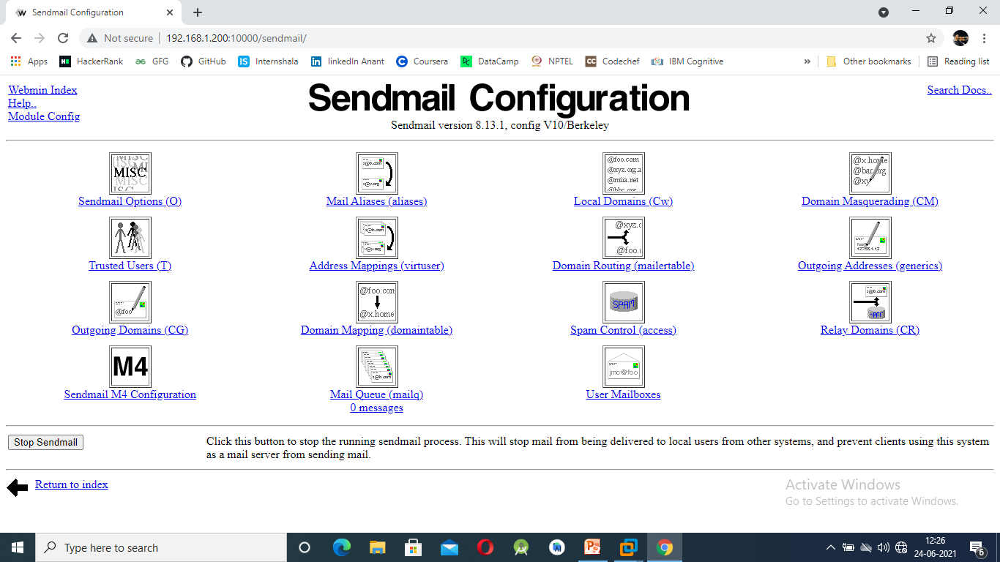 Sendmail Configuration
Not secure 192.168.1.200:10000/sendmail/
Apps HackerRank GFG GitHub Internshala linkedIn Anant Coursera DataCamp NPTEL Codechef IBM Cognitive » Other bookmarks Reading list
Webmin Index
Help..
Module Config
Sendmail Configuration
Search Docs..
Sendmail version 8.13.1, config V10/Berkeley
MISC
@foo.com
@xyz.org.a
@mixa.net
@x.home
@bar.org
@xy
Sendmail Options (O) Mail Aliases (aliases) Local Domains (Cw) Domain Masquerading (CM)
@xyz.c
@foo.c
Trusted Users (T) Address Mappings (virtuser) Domain Routing (mailertable) Outgoing Addresses (generics)
@foo
@foo.com
@x.home
SPAM
Outgoing Domains (CG) Domain Mapping (domaintable) Spam Control (access) Relay Domains (CR)
M4
jmc@foo
Sendmail M4 Configuration Mail Queue (mailq) User Mailboxes
0 messages
Stop Sendmail Click this button to stop the running sendmail process. This will stop mail from being delivered to local users from other systems, and prevent clients using this system
as a mail server from sending mail.
Return to index
Activate Windows
Go to Settings to activate Windows.
Type here to search
12:26
24-06-2021
6